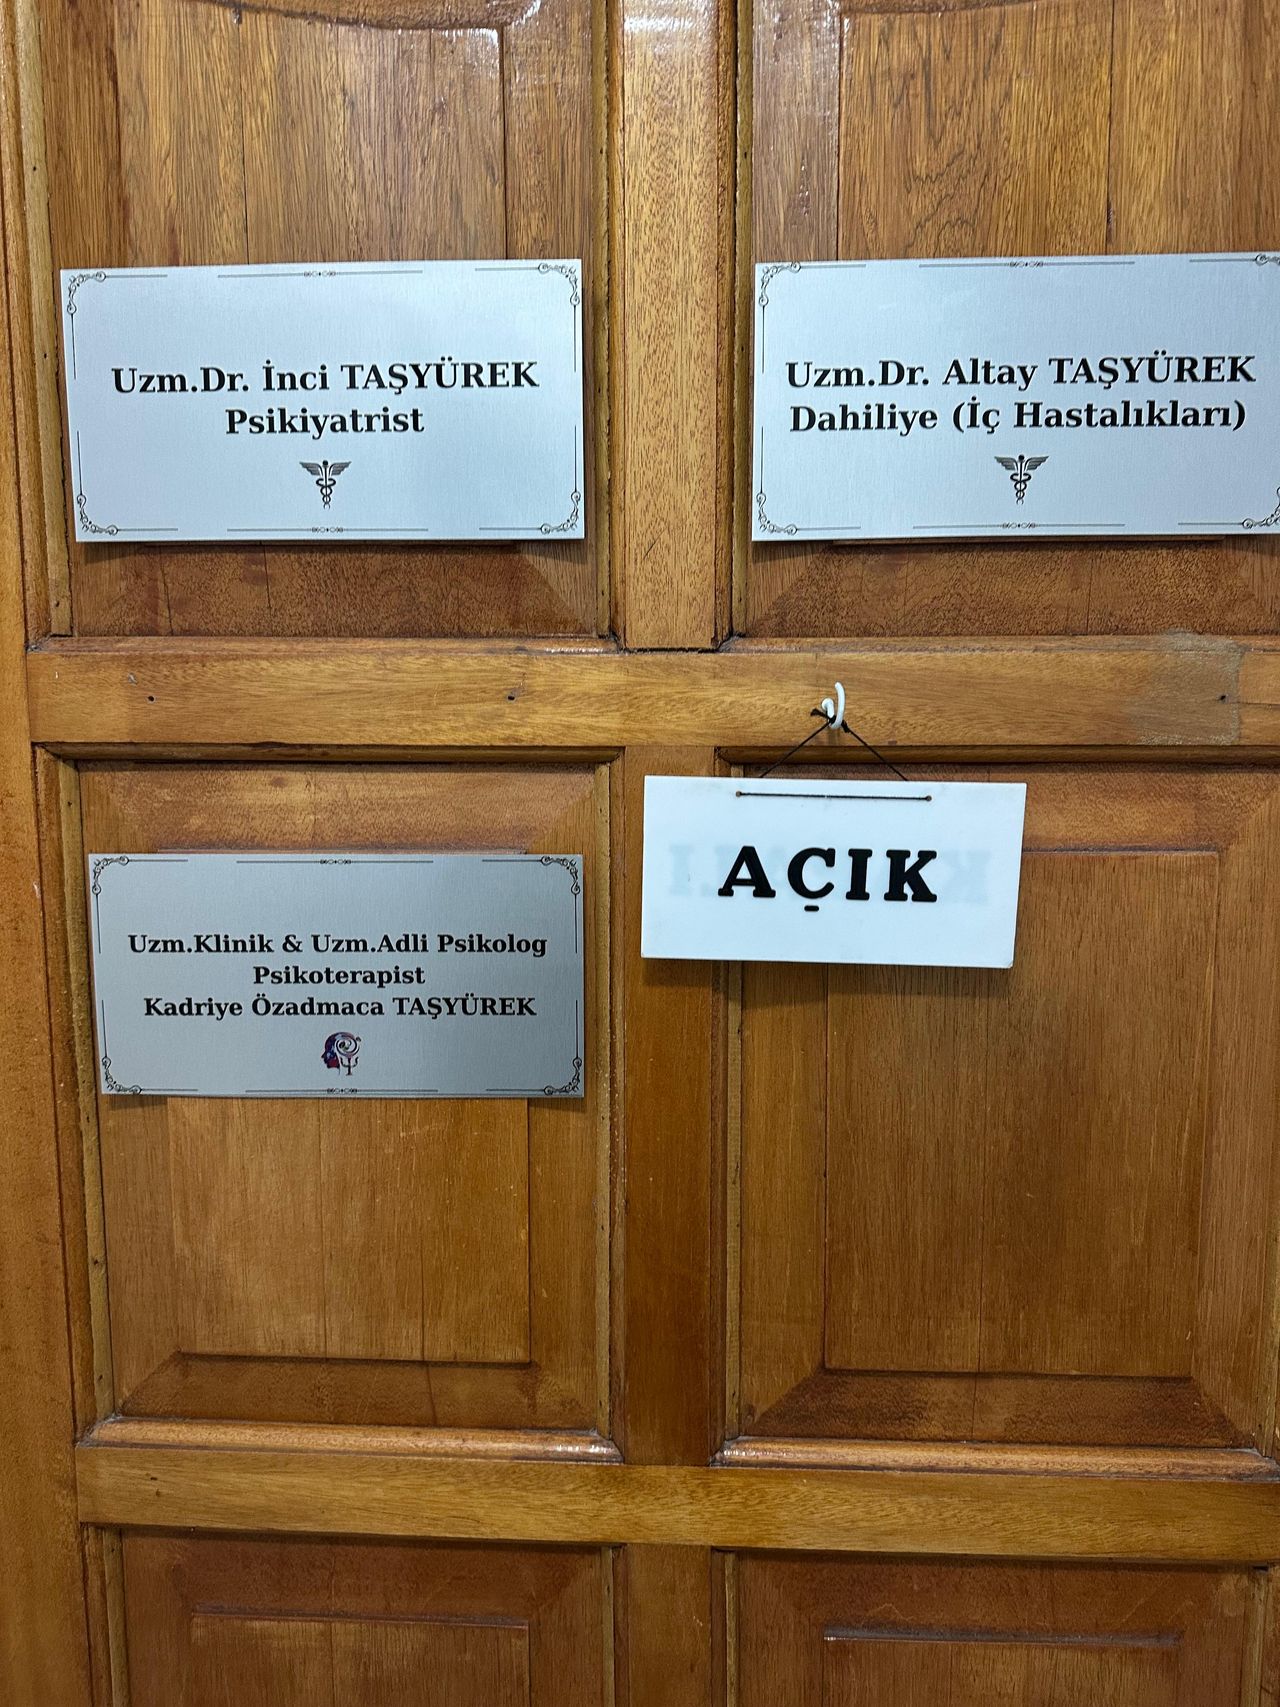 Uzm.Dr. İnci TAŞYÜREK
Psikiyatrist
Uzm.Dr. Altay TAŞYÜREK
Dahiliye (İç Hastalıkları)
AÇIK
Uzm.Klinik & Uzm.Adli Psikolog
Psikoterapist
Kadriye Özadmaca TAŞYÜREK